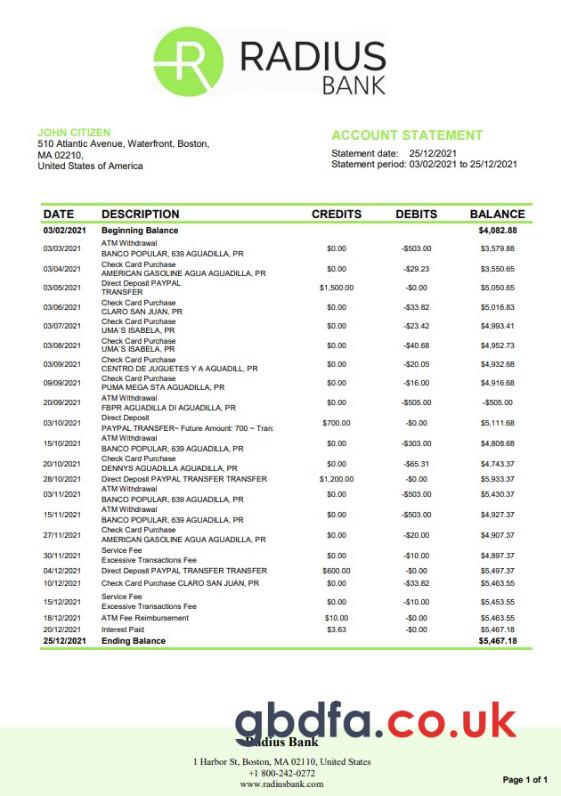 R RADIUS
BANK
JOHN CITIZEN
510 Atlantic Avenue, Waterfront, Boston,
MA 02210,
United States of America
ACCOUNT STATEMENT
Statement date: 25/12/2021
Statement period: 03/02/2021 to 25/12/2021
DATE DESCRIPTION CREDITS DEBITS BALANCE
03/02/2021 Beginning Balance $4,082.88
03/03/2021 ATM Withdrawal
BANCO POPULAR, 639 AGUADILLA, PR $0.00 -$503.00 $3,579.88
03/04/2021 Check Card Purchase
AMERICAN GASOLINE AGUA AGUADILLA, PR $0.00 -$29.23 $3,550.65
03/05/2021 Direct Deposit PAYPAL
TRANSFER $1,500.00 -$0.00 $5,050.65
03/06/2021 Check Card Purchase
CLARO SAN JUAN, PR $0.00 -$33.82 $5,016.83
03/07/2021 Check Card Purchase
UMA´S ISABELA, PR $0.00 -$23.42 $4,993.41
03/08/2021 Check Card Purchase
UMA´S ISABELA, PR $0.00 -$40.68 $4,952.73
03/09/2021 Check Card Purchase
CENTRO DE JUGUETES Y A AGUADILL, PR $0.00 -$20.05 $4,932.68
09/09/2021 Check Card Purchase
PUMA MEGA STA AGUADILLA, PR $0.00 -$16.00 $4,916.68
20/09/2021 ATM Withdrawal
FBPR AGUADILLA DI AGUADILLA, PR $0.00 -$505.00 -$505.00
03/10/2021 Direct Deposit
PAYPAL TRANSFER~ Future Amount: 700 ~ Tran: $700.00 -$0.00 $5,111.68
15/10/2021 ATM Withdrawal
BANCO POPULAR, 639 AGUADILLA, PR $0.00 -$303.00 $4,808.68
20/10/2021 Check Card Purchase
DENNYS AGUADILLA AGUADILLA, PR $0.00 -$65.31 $4,743.37
28/10/2021 Direct Deposit PAYPAL TRANSFER TRANSFER $1,200.00 -$0.00 $5,933.37
03/11/2021 ATM Withdrawal
BANCO POPULAR, 639 AGUADILLA, PR $0.00 -$503.00 $5,430.37
15/11/2021 ATM Withdrawal
BANCO POPULAR, 639 AGUADILLA, PR $0.00 -$503.00 $4,927.37
27/11/2021 Check Card Purchase
AMERICAN GASOLINE AGUA AGUADILLA, PR $0.00 -$20.00 $4,907.37
30/11/2021 Service Fee
Excessive Transactions Fee $0.00 -$10.00 $4,897.37
04/12/2021 Direct Deposit PAYPAL TRANSFER TRANSFER $600.00 -$0.00 $5,497.37
10/12/2021 Check Card Purchase CLARO SAN JUAN, PR $0.00 -$33.82 $5,463.55
15/12/2021 Service Fee
Excessive Transactions Fee $0.00 -$10.00 $5,453.55
18/12/2021 ATM Fee Reimbursement $10.00 -$0.00 $5,463.55
20/12/2021 Interest Paid $3.63 -$0.00 $5,467.18
25/12/2021 Ending Balance $5,467.18
gbdfa.co.uk
Radius Bank
1 Harbor St, Boston, MA 02110, United States
+1 800-242-0272
www.radiusbank.com
Page 1 of 1